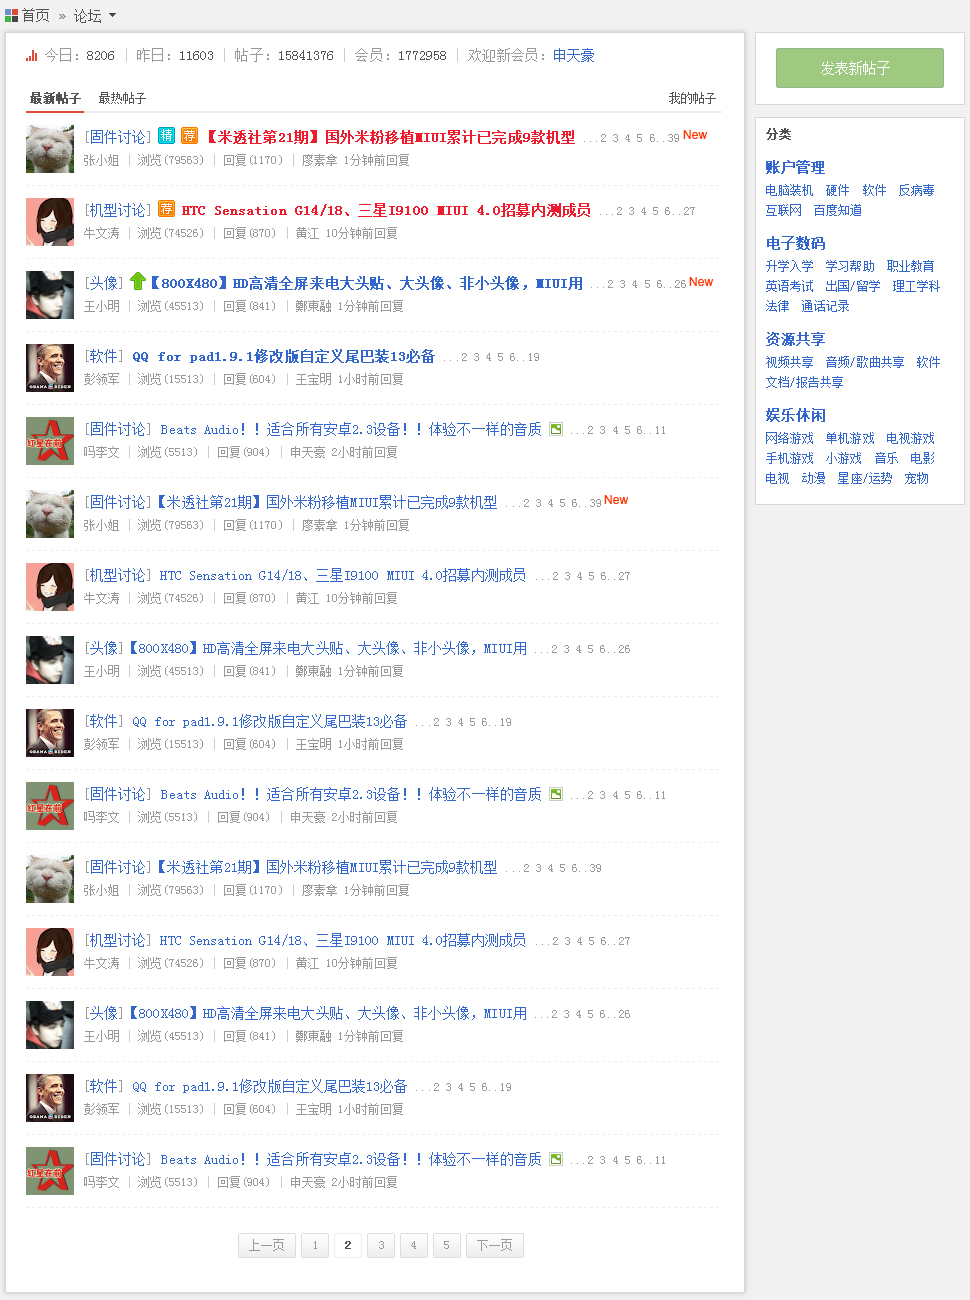 首页 » 论坛
今日：8206 | 昨日：11603 | 帖子：15841376 | 会员：1772958 | 欢迎新会员：申天豪
最新帖子 最热帖子 我的帖子
[固件讨论] 精 荐 【米透社第21期】国外米粉移植MIUI累计已完成9款机型 ...2 3 4 5 6..39 New
张小姐 | 浏览(79563) | 回复(1170) | 廖素拿 1分钟前回复
[机型讨论] 荐 HTC Sensation G14/18、三星I9100 MIUI 4.0招募内测成员 ...2 3 4 5 6..27
牛文涛 | 浏览(74526) | 回复(870) | 黄江 10分钟前回复
[头像] 【800X480】HD高清全屏来电大头贴、大头像、非小头像，MIUI用 ...2 3 4 5 6..26 New
王小明 | 浏览(45513) | 回复(841) | 鄭東融 1分钟前回复
[软件] QQ for pad1.9.1修改版自定义尾巴装13必备 ...2 3 4 5 6..19
彭领军 | 浏览(15513) | 回复(604) | 王宝明 1小时前回复
[固件讨论] Beats Audio！！适合所有安卓2.3设备！！体验不一样的音质 ...2 3 4 5 6..11
吗李文 | 浏览(5513) | 回复(904) | 申天豪 2小时前回复
[固件讨论]【米透社第21期】国外米粉移植MIUI累计已完成9款机型 ...2 3 4 5 6..39 New
张小姐 | 浏览(79563) | 回复(1170) | 廖素拿 1分钟前回复
[机型讨论] HTC Sensation G14/18、三星I9100 MIUI 4.0招募内测成员 ...2 3 4 5 6..27
牛文涛 | 浏览(74526) | 回复(870) | 黄江 10分钟前回复
[头像]【800X480】HD高清全屏来电大头贴、大头像、非小头像，MIUI用 ...2 3 4 5 6..26
王小明 | 浏览(45513) | 回复(841) | 鄭東融 1分钟前回复
[软件] QQ for pad1.9.1修改版自定义尾巴装13必备 ...2 3 4 5 6..19
彭领军 | 浏览(15513) | 回复(604) | 王宝明 1小时前回复
[固件讨论] Beats Audio！！适合所有安卓2.3设备！！体验不一样的音质 ...2 3 4 5 6..11
吗李文 | 浏览(5513) | 回复(904) | 申天豪 2小时前回复
[固件讨论]【米透社第21期】国外米粉移植MIUI累计已完成9款机型 ...2 3 4 5 6..39
张小姐 | 浏览(79563) | 回复(1170) | 廖素拿 1分钟前回复
[机型讨论] HTC Sensation G14/18、三星I9100 MIUI 4.0招募内测成员 ...2 3 4 5 6..27
牛文涛 | 浏览(74526) | 回复(870) | 黄江 10分钟前回复
[头像]【800X480】HD高清全屏来电大头贴、大头像、非小头像，MIUI用 ...2 3 4 5 6..26
王小明 | 浏览(45513) | 回复(841) | 鄭東融 1分钟前回复
[软件] QQ for pad1.9.1修改版自定义尾巴装13必备 ...2 3 4 5 6..19
彭领军 | 浏览(15513) | 回复(604) | 王宝明 1小时前回复
[固件讨论] Beats Audio！！适合所有安卓2.3设备！！体验不一样的音质 ...2 3 4 5 6..11
吗李文 | 浏览(5513) | 回复(904) | 申天豪 2小时前回复
上一页 1 2 3 4 5 下一页
发表新帖子
分类
账户管理
电脑装机 硬件 软件 反病毒
互联网 百度知道
电子数码
升学入学 学习帮助 职业教育
英语考试 出国/留学 理工学科
法律 通话记录
资源共享
视频共享 音频/歌曲共享 软件
文档/报告共享
娱乐休闲
网络游戏 单机游戏 电视游戏
手机游戏 小游戏 音乐 电影
电视 动漫 星座/运势 宠物